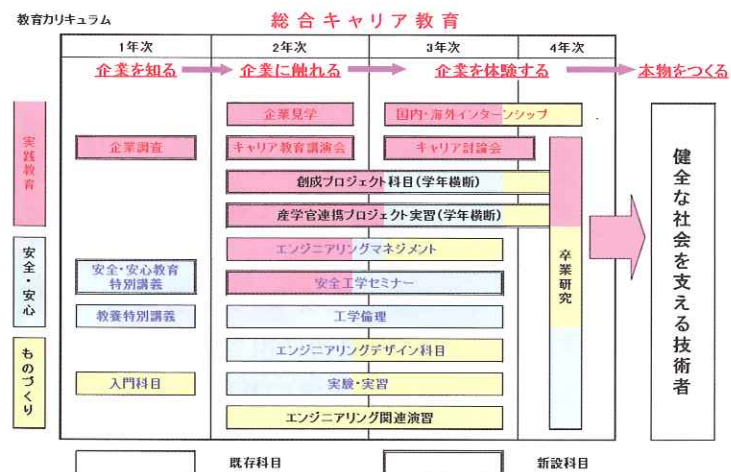 教育カリキュラム
総合キャリア教育
1年次
2年次
3年次
4年次
企業を知る
企業に触れる
企業を体験する
本物をつくる
実践教育
企業見学
国内・海外インターンシップ
企業調査
キャリア教育講演会
キャリア討論会
創成プロジェクト科目(学年横断)
産学官連携プロジェクト実習(学年横断)
安全・安心
エンジニアリングマネジメント
安全・安心教育
特別講義
安全工学セミナー
教養特別講義
工学倫理
ものづくり
エンジニアリングデザイン科目
入門科目
実験・実習
エンジニアリング関連演習
卒業研究
健全な社会を支える技術者
既存科目
新設科目